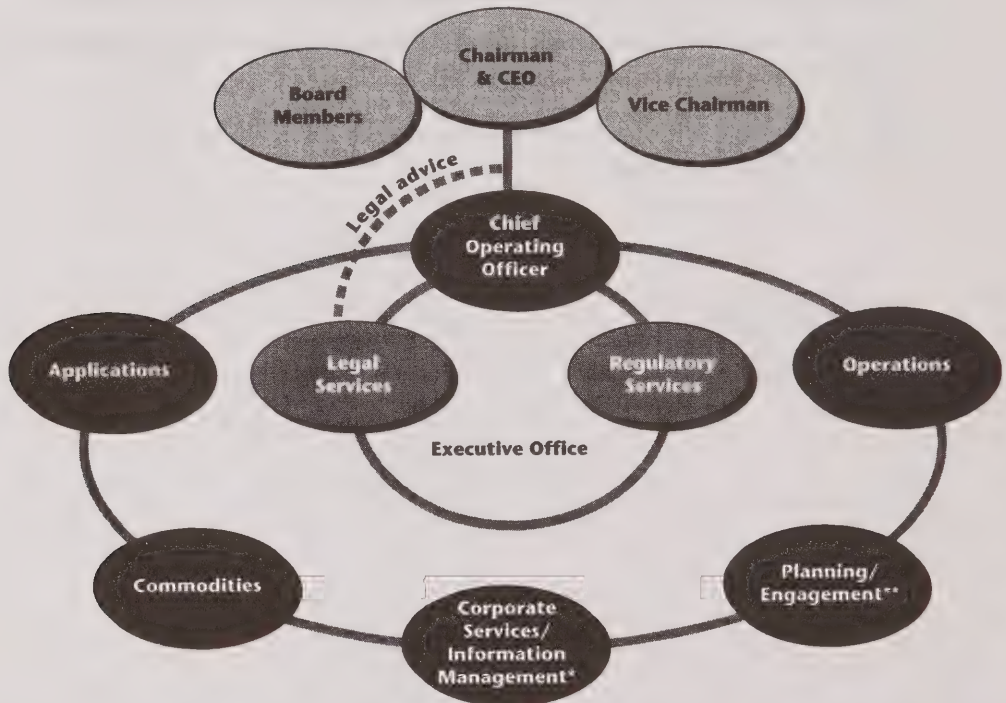 Chairman
& CEO
Board
Members
Vice Chairman
Legal advice
Chief
Operating
Officer
Applications
Legal
Services
Regulatory
Services
Operations
Executive Office
Commodities
Planning/
Engagement**
Corporate
Services/
Information
Management*